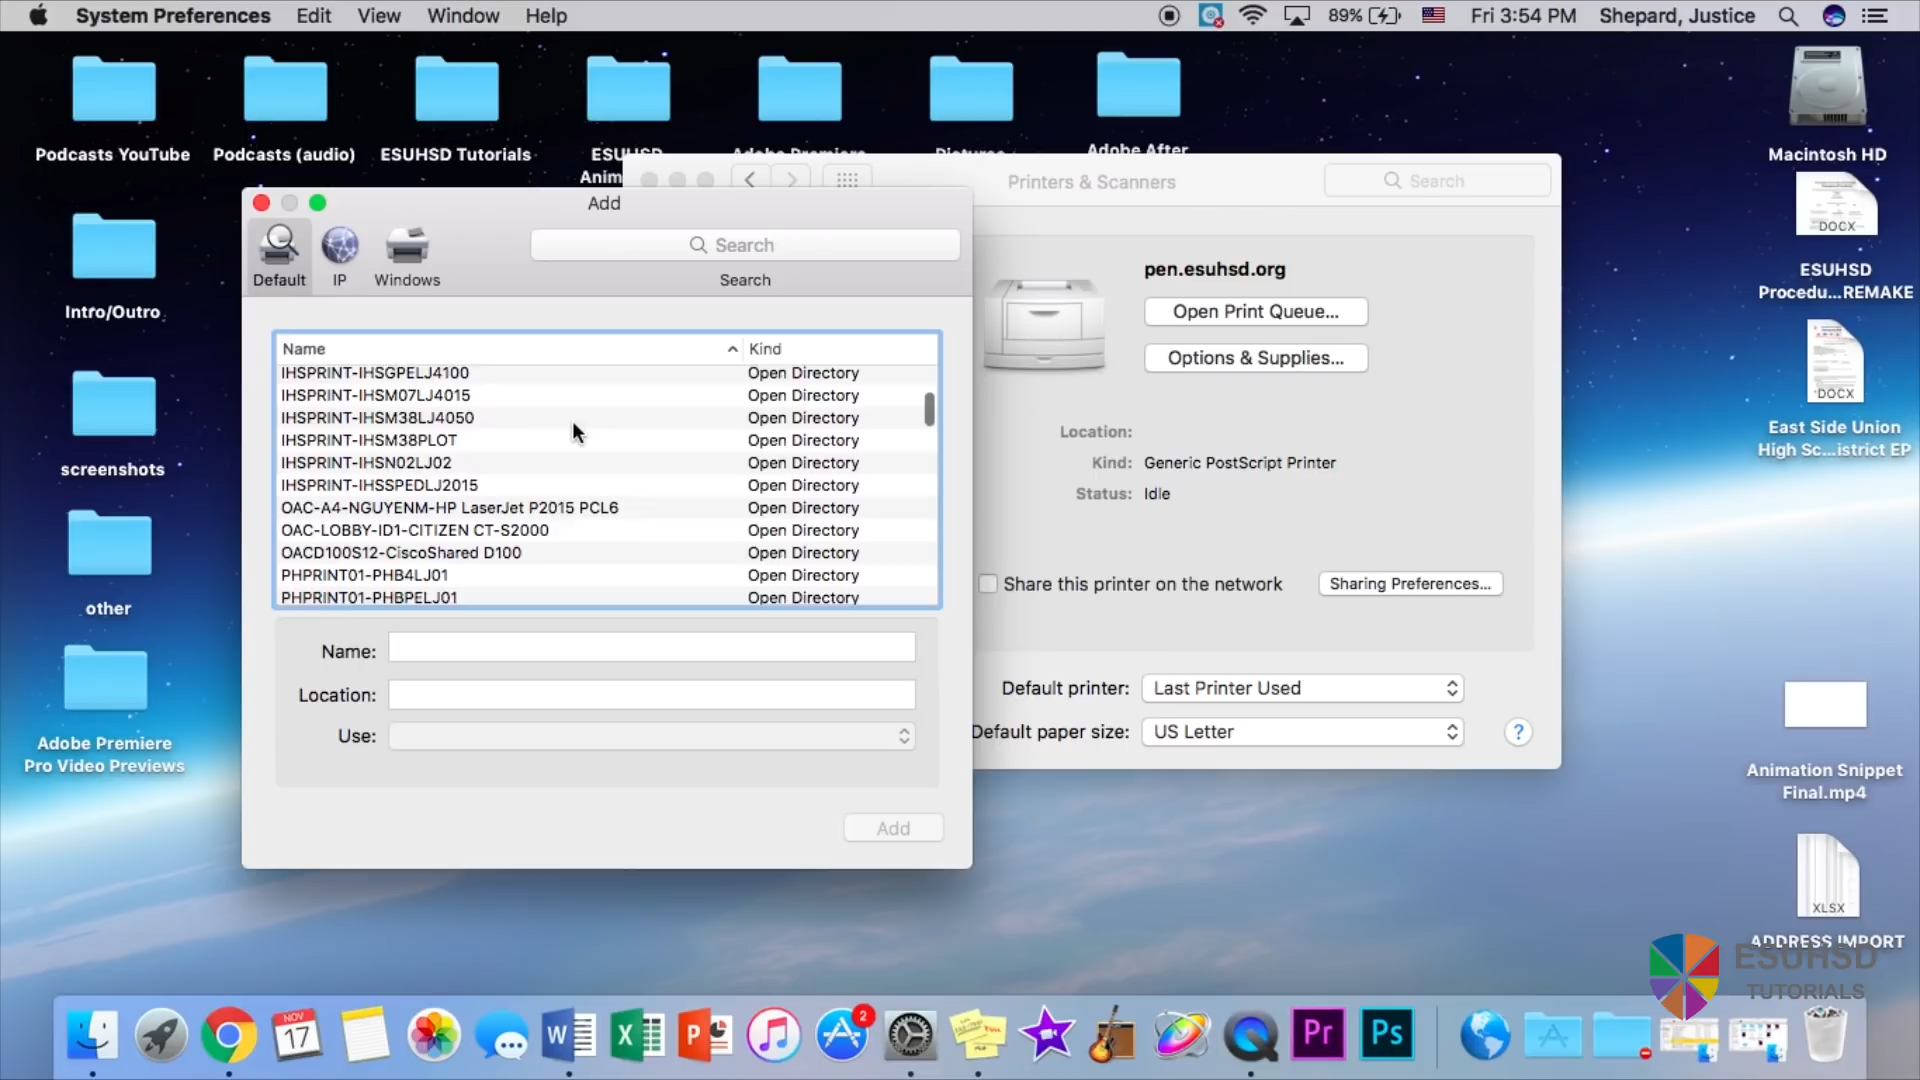 System Preferences Edit View Window Help
89%
Fri 3:54 PM Shepard, Justice
Podcasts YouTube
Podcasts (audio)
ESUHSD Tutorials
ESUHSD
Anim
Adobe Premiere
Pictures
Adobe After
Macintosh HD
DOCX
ESUHSD
Procedu...REMAKE
DOCX
East Side Union
High Sc...istrict EP
Animation Snippet
Final.mp4
XLSX
ADDRESS IMPORT
Intro/Outro
screenshots
other
Adobe Premiere
Pro Video Previews
Printers & Scanners
Search
Add
Default
IP
Windows
Search
Search
Name Kind
IHSPRINT-IHSGPELJ4100 Open Directory
IHSPRINT-IHSM07LJ4015 Open Directory
IHSPRINT-IHSM38LJ4050 Open Directory
IHSPRINT-IHSM38PLOT Open Directory
IHSPRINT-IHSN02LJ02 Open Directory
IHSPRINT-IHSSPEDLJ2015 Open Directory
OAC-A4-NGUYENM-HP LaserJet P2015 PCL6 Open Directory
OAC-LOBBY-ID1-CITIZEN CT-S2000 Open Directory
OACD100S12-CiscoShared D100 Open Directory
PHPRINT01-PHB4LJ01 Open Directory
PHPRINT01-PHBPELJ01 Open Directory
Name:
Location:
Use:
Add
pen.esuhsd.org
Open Print Queue...
Options & Supplies...
Location:
Kind: Generic PostScript Printer
Status: Idle
Share this printer on the network
Sharing Preferences...
Default printer: Last Printer Used
Default paper size: US Letter
?
ESUHSD
TUTORIALS
NOV
17
2
Pr
Ps